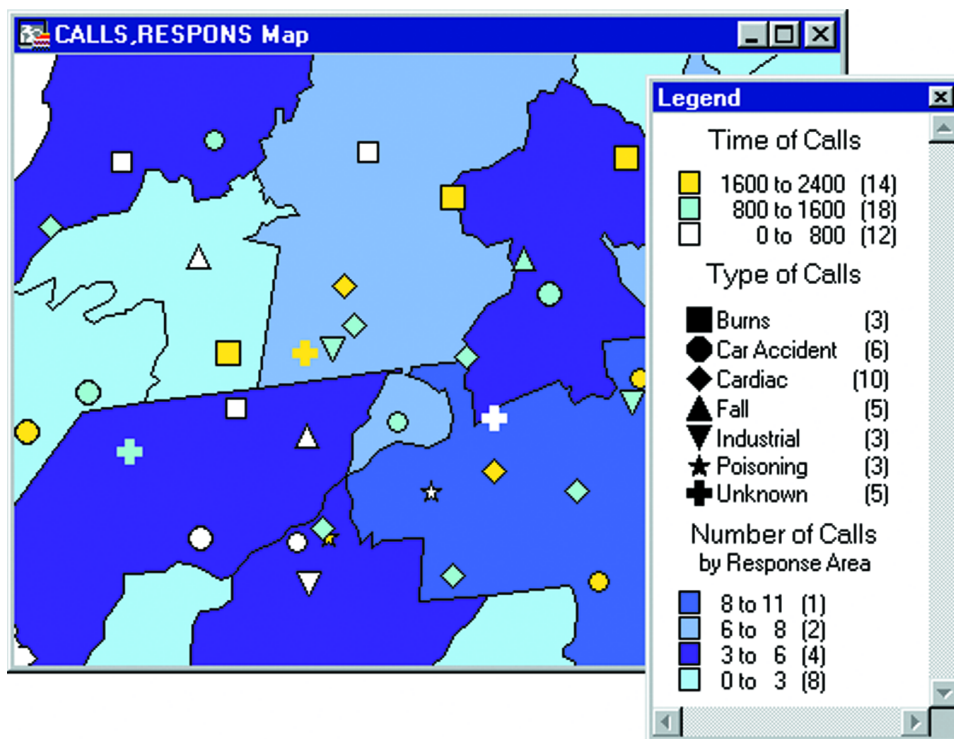 CALLS,RESPONS Map
Legend
Time of Calls
1600 to 2400 (14)
800 to 1600 (18)
0 to 800 (12)
Type of Calls
Burns (3)
Car Accident (6)
Cardiac (10)
Fall (5)
Industrial (3)
Poisoning (3)
Unknown (5)
Number of Calls
by Response Area
8 to 11 (1)
6 to 8 (2)
3 to 6 (4)
0 to 3 (8)